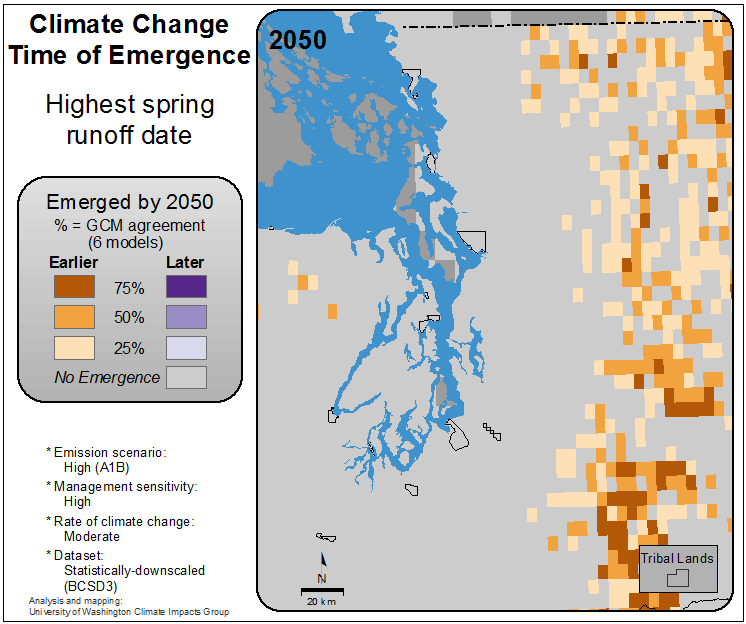 Climate Change
Time of Emergence
Highest spring
runoff date
Emerged by 2050
% = GCM agreement
(6 models)
Earlier Later
75%
50%
25%
No Emergence
* Emission scenario:
High (A1B)
* Management sensitivity:
High
* Rate of climate change:
Moderate
* Dataset:
Statistically-downscaled
(BCSD3)
Analysis and mapping:
University of Washington Climate Impacts Group
2050
Tribal Lands
N
20 km